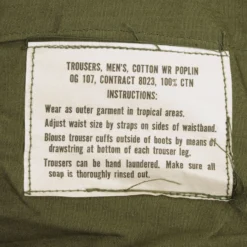 TROUSERS, MEN'S, COTTON WR POPLIN
OG 107, CONTRACT 8023, 100% CTN
INSTRUCTIONS:
Wear as outer garment in tropical areas.
Adjust waist size by straps on sides of waistband.
Blouse trouser cuffs outside of boots by means of
drawstring at bottom of each trouser leg.
Trousers can be hand laundered. Make sure all
soap is thoroughly rinsed out.